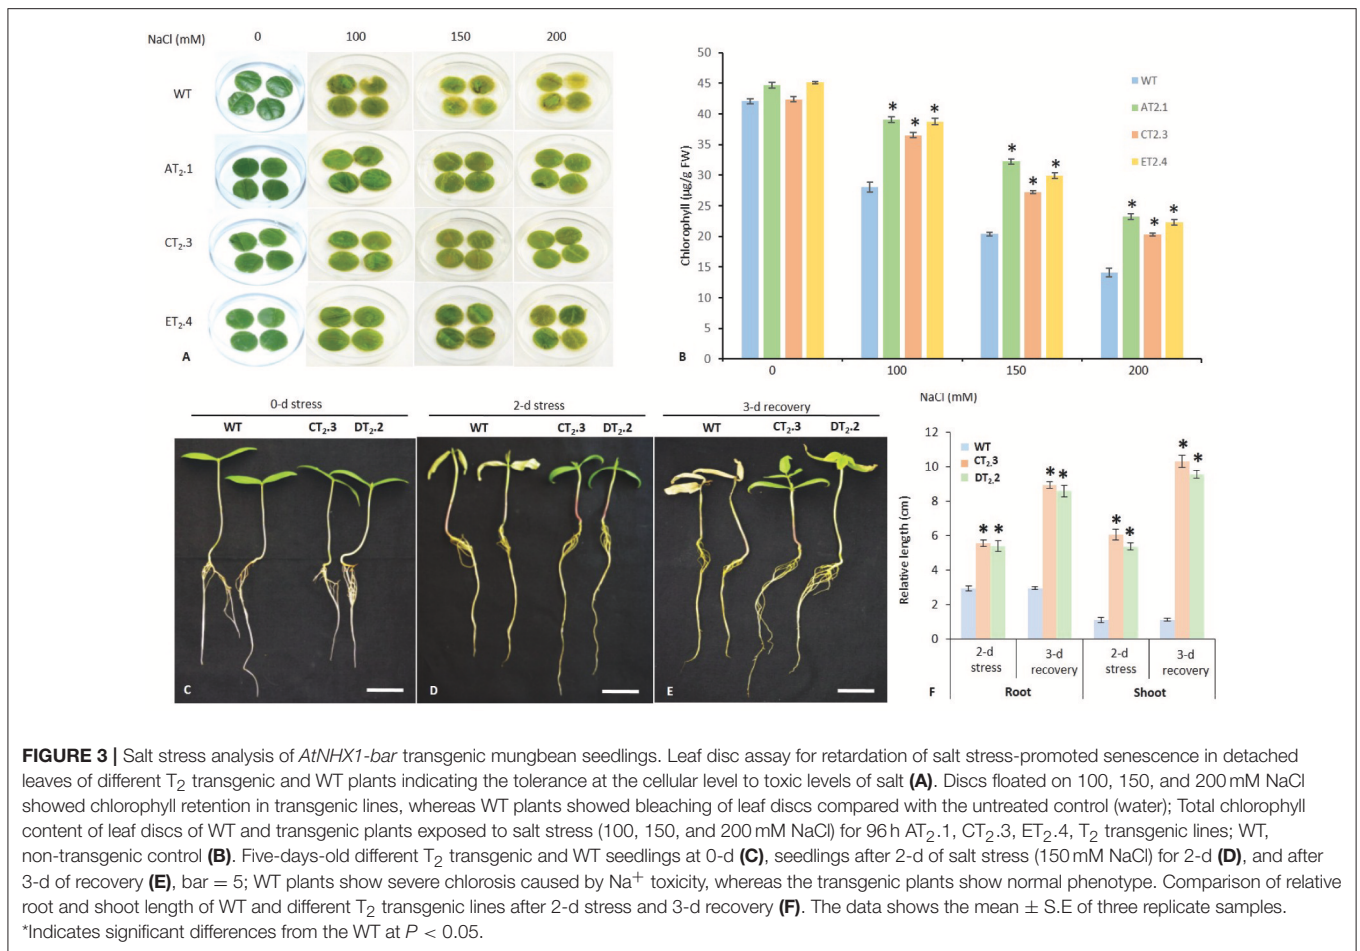 NaCl (mM) 0 100 150 200
WT
AT2.1
CT2.3
ET2.4
A
50
45
40
35
30
25
20
15
10
5
0
Chlorophyll (µg/g FW)
WT
AT2.1
CT2.3
ET2.4
* * *
* * *
* * *
B
0 100 150 200
NaCl (mM)
0-d stress
WT CT2.3 DT2.2
C
2-d stress
WT CT2.3 DT2.2
D
3-d recovery
WT CT2.3 DT2.2
E
12
10
8
6
4
2
0
Relative length (cm)
WT
CT2.3
DT2.2
* * * * * * * *
2-d stress 3-d recovery 2-d stress 3-d recovery
F Root Shoot
FIGURE 3 | Salt stress analysis of AtNHX1-bar transgenic mungbean seedlings. Leaf disc assay for retardation of salt stress-promoted senescence in detached
leaves of different T2 transgenic and WT plants indicating the tolerance at the cellular level to toxic levels of salt (A). Discs floated on 100, 150, and 200 mM NaCl
showed chlorophyll retention in transgenic lines, whereas WT plants showed bleaching of leaf discs compared with the untreated control (water); Total chlorophyll
content of leaf discs of WT and transgenic plants exposed to salt stress (100, 150, and 200 mM NaCl) for 96 h AT2.1, CT2.3, ET2.4, T2 transgenic lines; WT,
non-transgenic control (B). Five-days-old different T2 transgenic and WT seedlings at 0-d (C), seedlings after 2-d of salt stress (150 mM NaCl) for 2-d (D), and after
3-d of recovery (E), bar = 5; WT plants show severe chlorosis caused by Na+ toxicity, whereas the transgenic plants show normal phenotype. Comparison of relative
root and shoot length of WT and different T2 transgenic lines after 2-d stress and 3-d recovery (F). The data shows the mean ± S.E of three replicate samples.
*Indicates significant differences from the WT at P < 0.05.